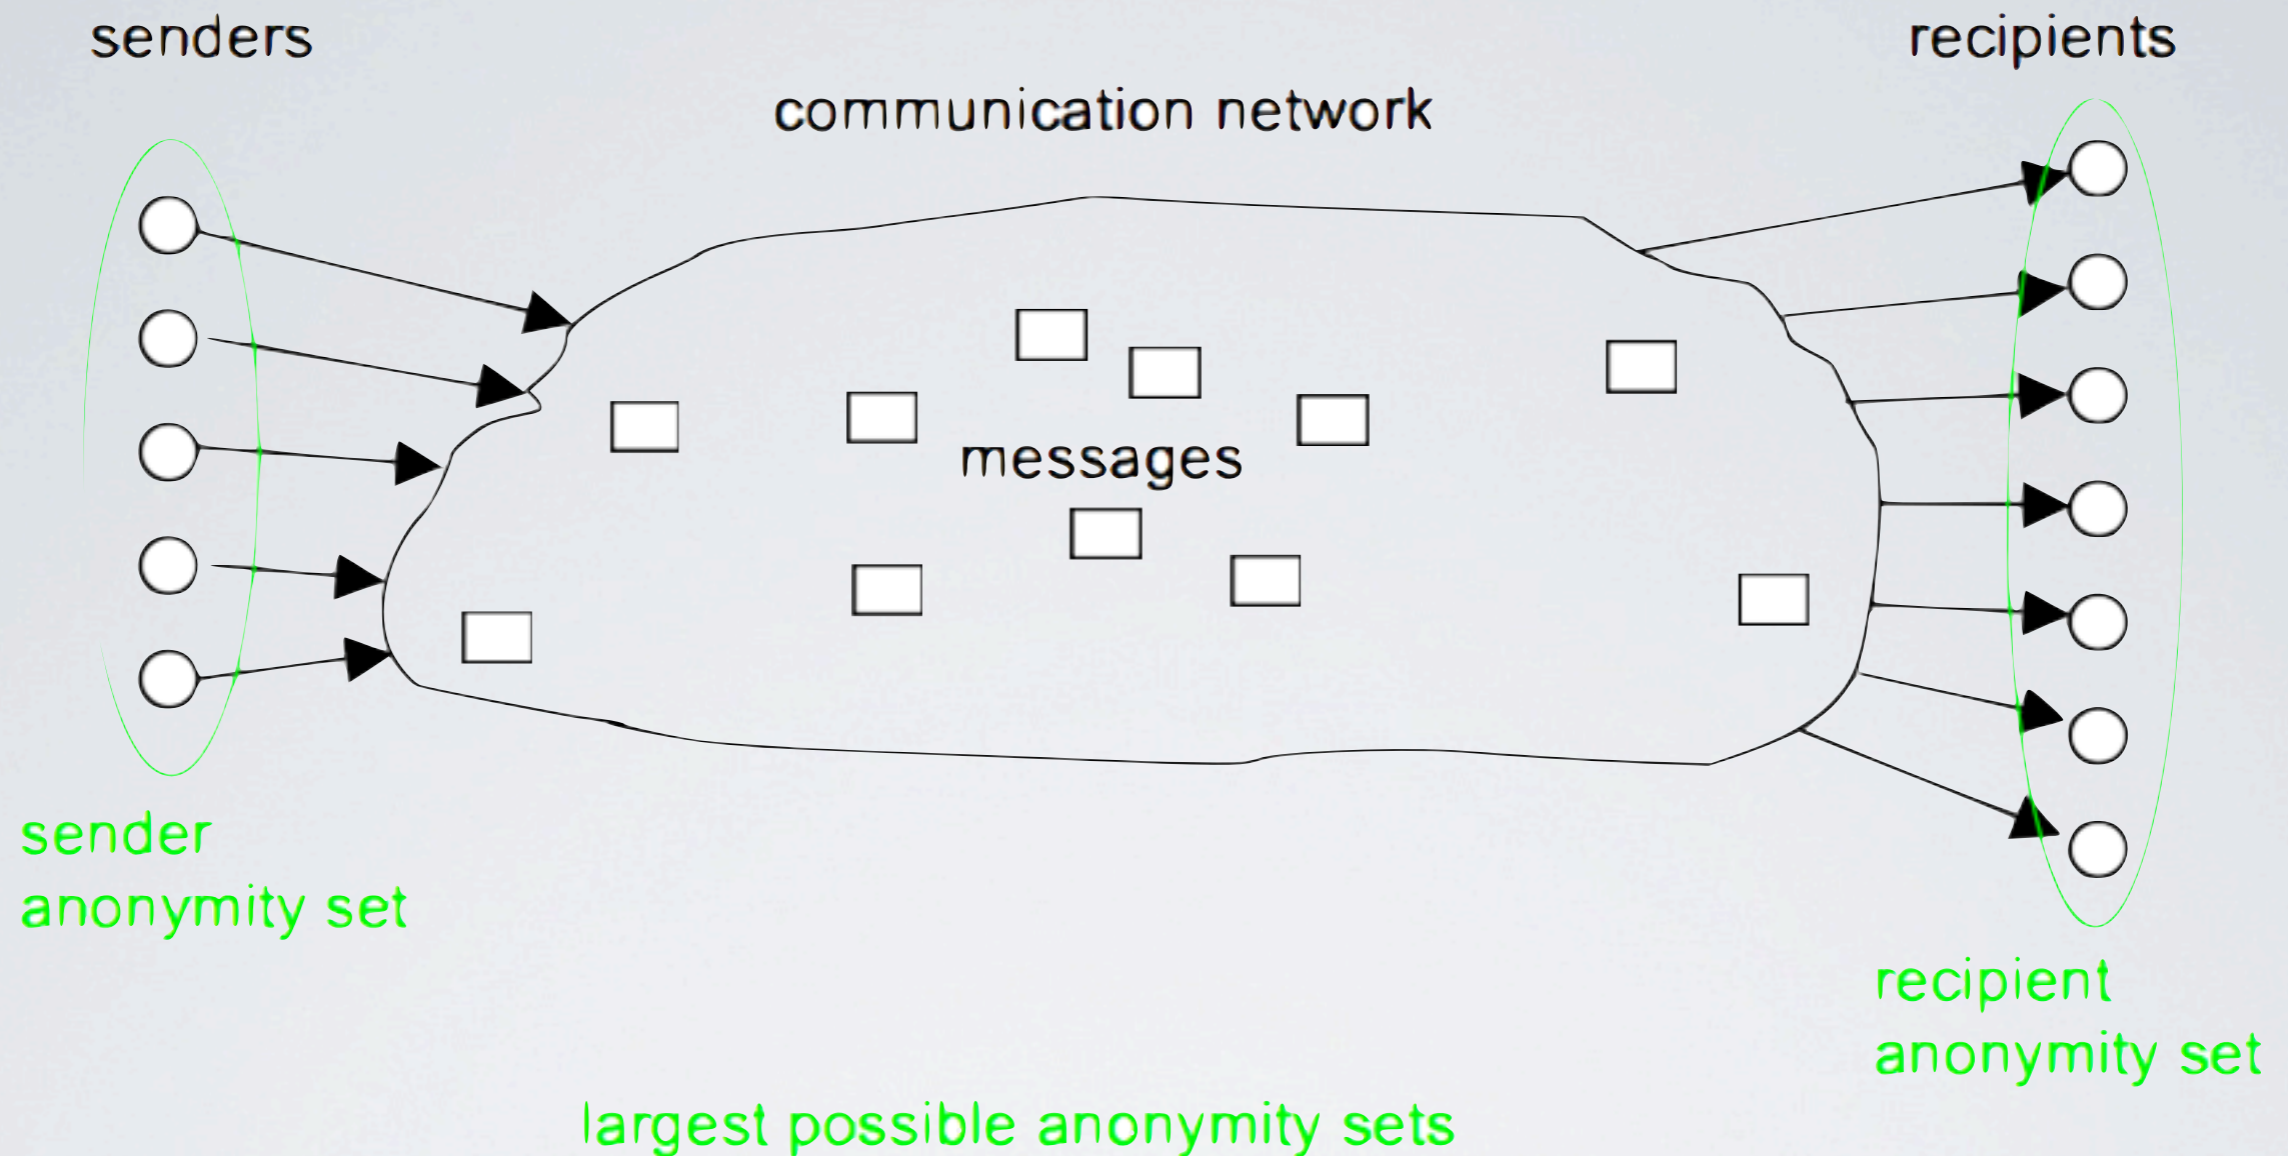 senders
recipients
communication network
messages
sender
anonymity set
recipient
anonymity set
largest possible anonymity sets